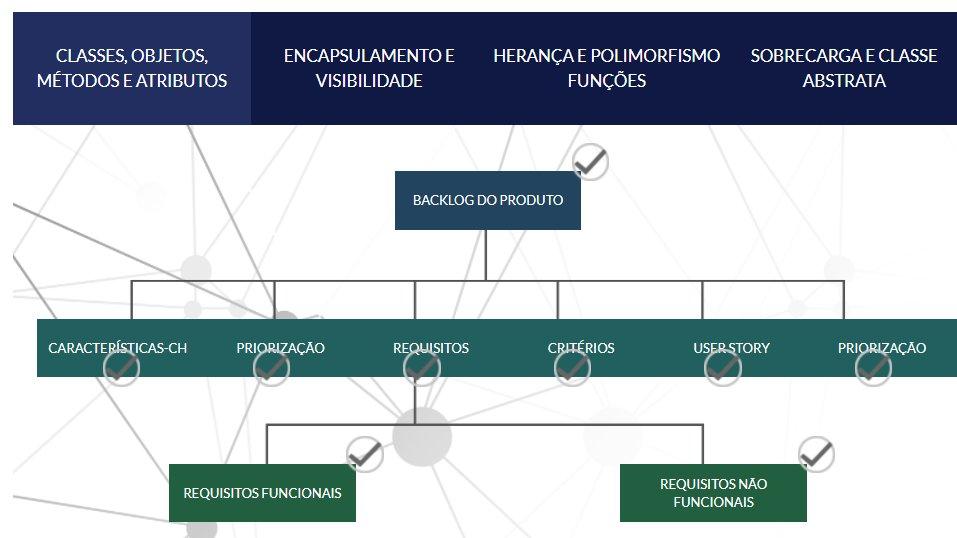 CLASSES, OBJETOS,
MÉTODOS E ATRIBUTOS
ENCAPSULAMENTO E
VISIBILIDADE
HERANÇA E POLIMORFISMO
FUNÇÕES
SOBRECARGA E CLASSE
ABSTRATA
BACKLOG DO PRODUTO
CARACTERÍSTICAS-CH
PRIORIZAÇÃO
REQUISITOS
CRITÉRIOS
USER STORY
PRIORIZAÇÃO
REQUISITOS FUNCIONAIS
REQUISITOS NÃO
FUNCIONAIS